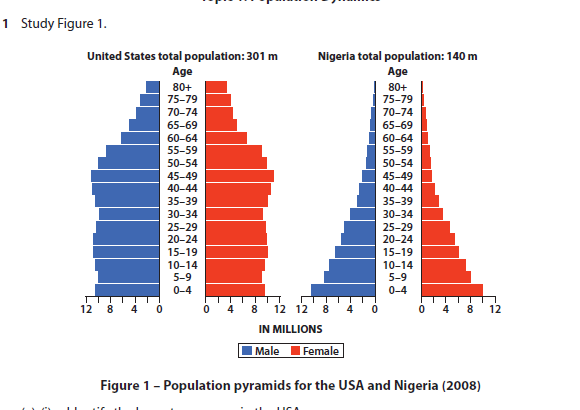 Topic 1: Population Dynamics
1 Study Figure 1.
United States total population: 301 m
Nigeria total population: 140 m
Age
Age
80+
80+
75–79
75–79
70–74
70–74
65–69
65–69
60–64
60–64
55–59
55–59
50–54
50–54
45–49
45–49
40–44
40–44
35–39
35–39
30–34
30–34
25–29
25–29
20–24
20–24
15–19
15–19
10–14
10–14
5–9
5–9
0–4
0–4
12 8 4 0
0 4 8 12
12 8 4 0
0 4 8 12
IN MILLIONS
Male Female
Figure 1 – Population pyramids for the USA and Nigeria (2008)